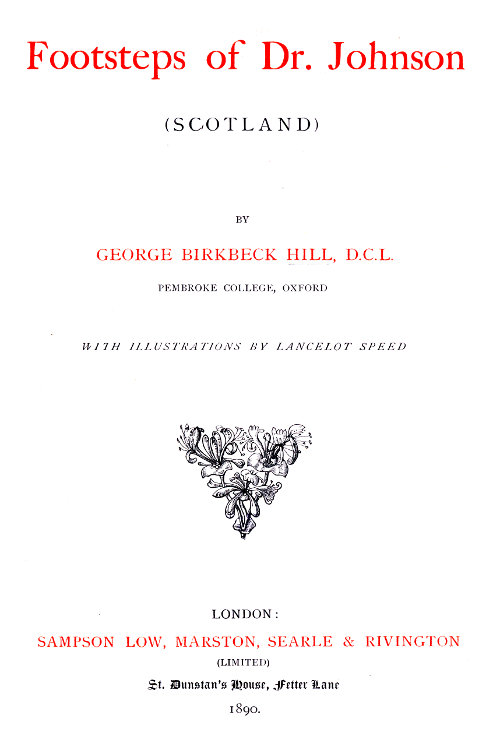 Footsteps of Dr. Johnson
(SCOTLAND)
BY
GEORGE BIRKBECK HILL, D.C.L.
PEMBROKE COLLEGE, OXFORD
WITH ILLUSTRATIONS BY LANCELOT SPEED
LONDON:
SAMPSON LOW, MARSTON, SEARLE & RIVINGTON
(LIMITED)
St. Dunstan's House, Fetter Lane
1890.